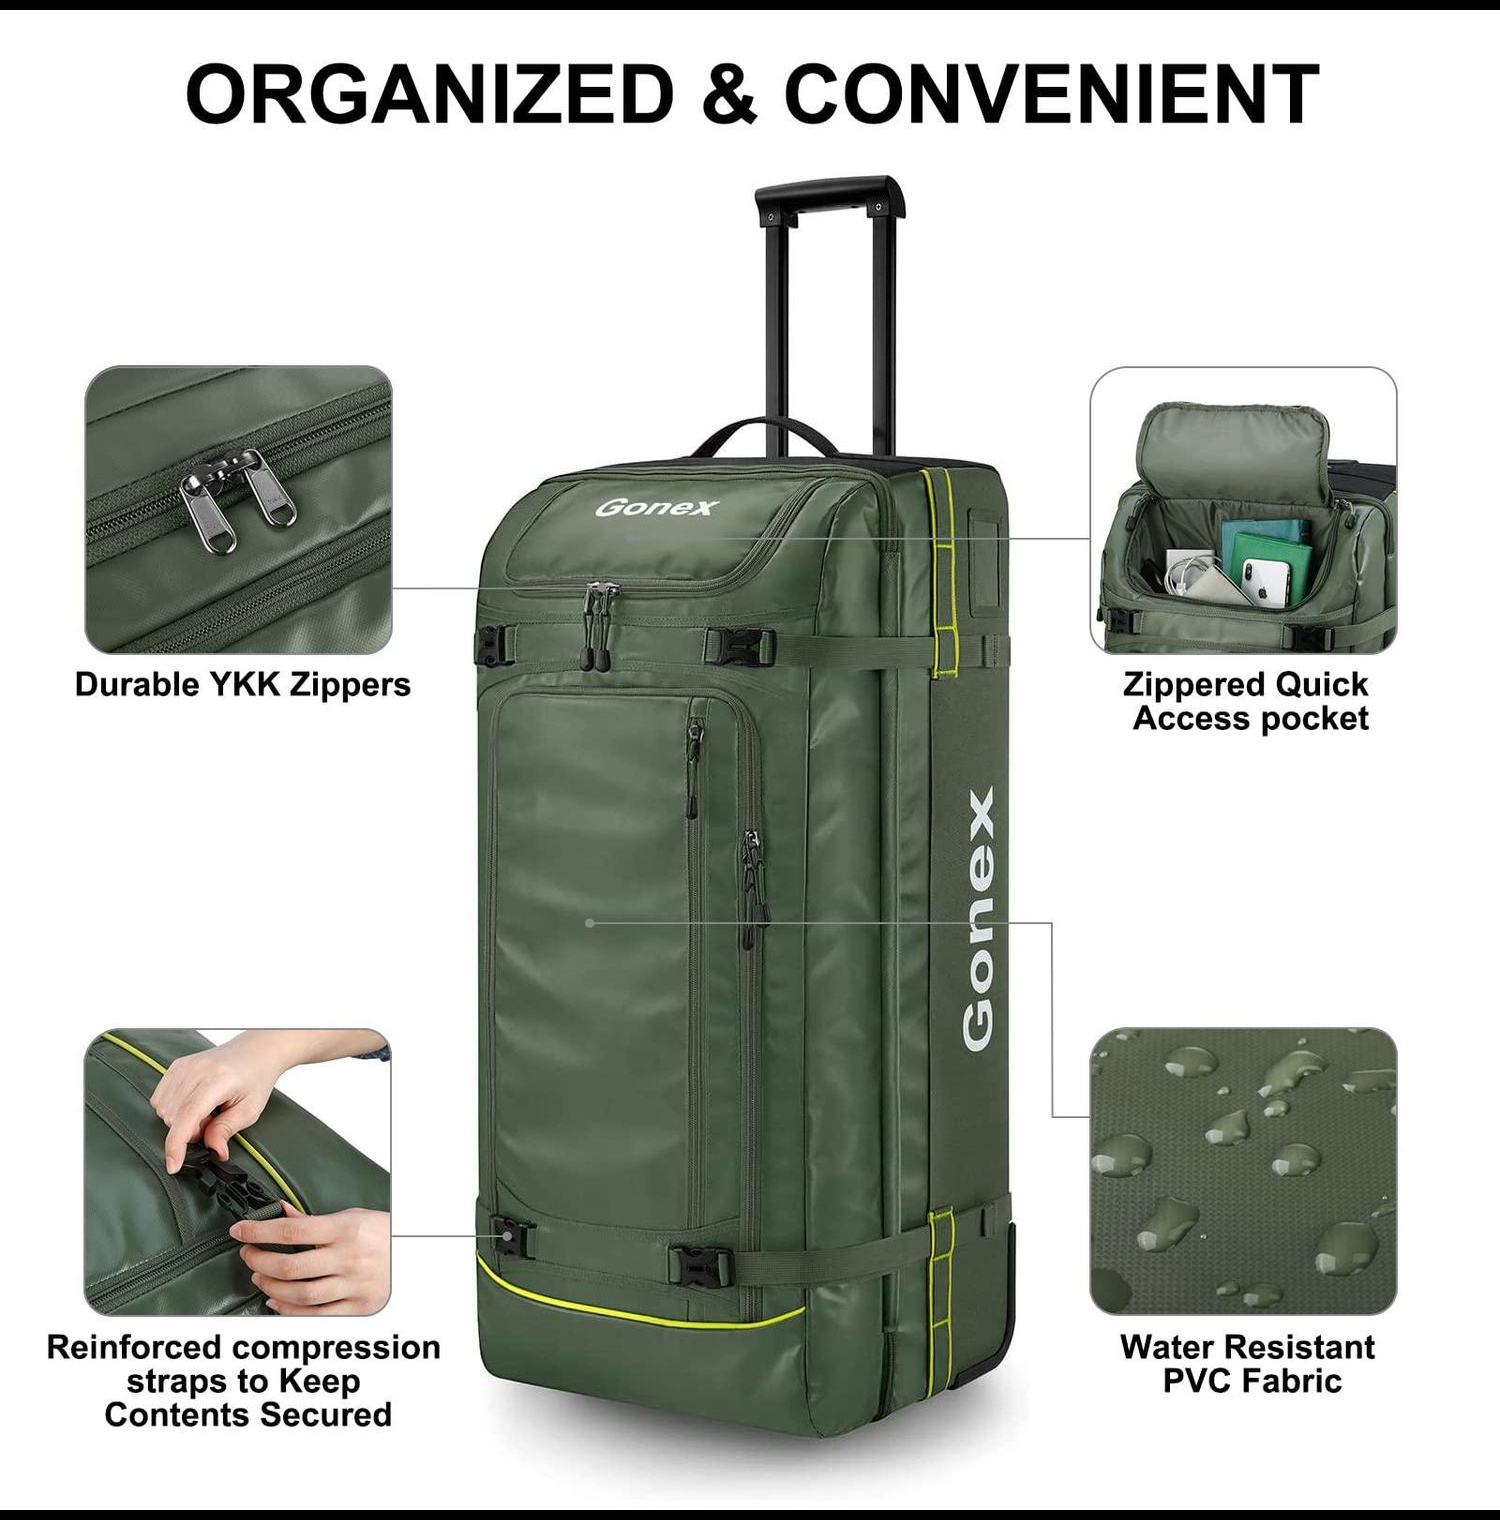 ORGANIZED & CONVENIENT
Gonex
Durable YKK Zippers
Zippered Quick
Access pocket
Gonex
Reinforced compression
straps to Keep
Contents Secured
Water Resistant
PVC Fabric